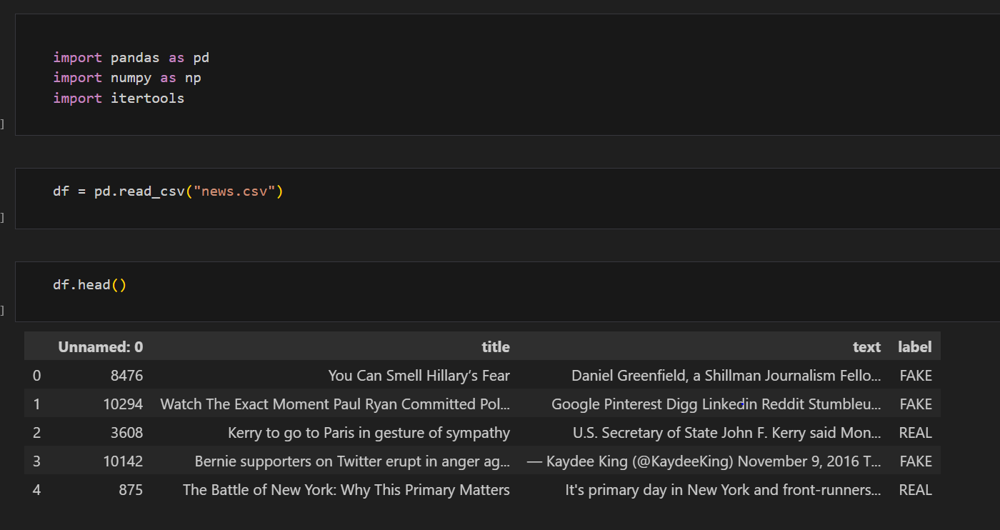 import pandas as pd
import numpy as np
import itertools
]
df = pd.read_csv("news.csv")
]
df.head()
]
Unnamed: 0 title text label
0 8476 You Can Smell Hillary’s Fear Daniel Greenfield, a Shillman Journalism Fello... FAKE
1 10294 Watch The Exact Moment Paul Ryan Committed Pol... Google Pinterest Digg Linkedin Reddit Stumbleu... FAKE
2 3608 Kerry to go to Paris in gesture of sympathy U.S. Secretary of State John F. Kerry said Mon... REAL
3 10142 Bernie supporters on Twitter erupt in anger ag... — Kaydee King (@KaydeeKing) November 9, 2016 T... FAKE
4 875 The Battle of New York: Why This Primary Matters It's primary day in New York and front-runners... REAL